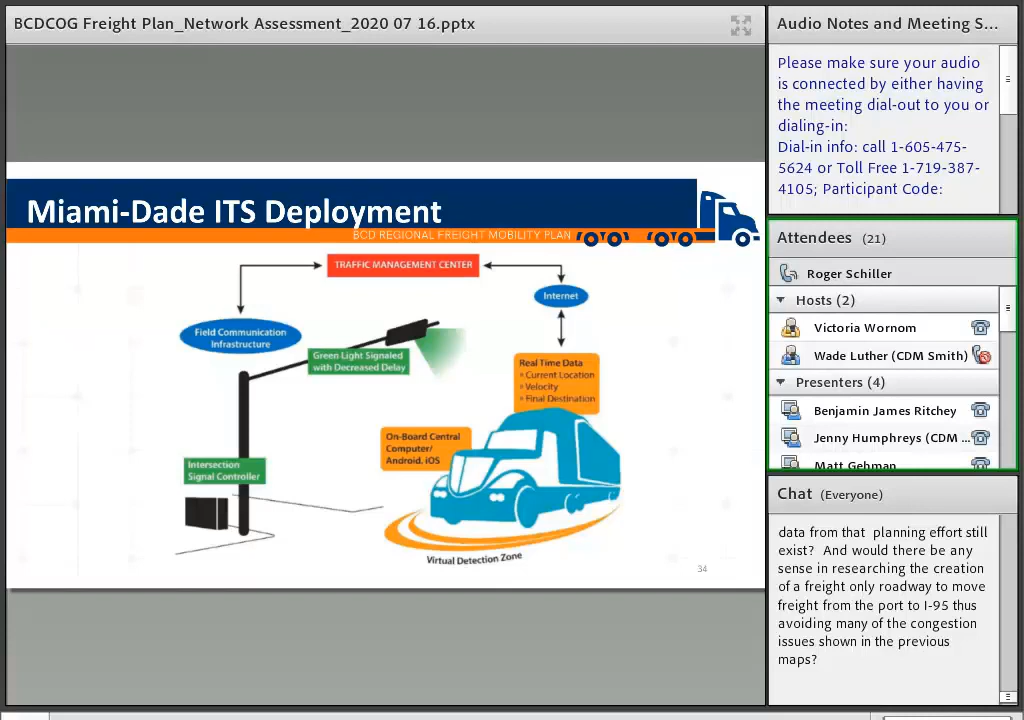 BCDCOG Freight Plan_Network Assessment_2020 07 16.pptx
Miami-Dade ITS Deployment
BCD REGIONAL FREIGHT MOBILITY PLAN
TRAFFIC MANAGEMENT CENTER
Internet
Field Communication
Infrastructure
Green Light Signaled
with Decreased Delay
Real Time Data
» Current Location
» Velocity
» Final Destination
On-Board Central
Computer/
Android. iOS
Intersection
Signal Controller
Virtual Detection Zone
34
Audio Notes and Meeting S...
Please make sure your audio
is connected by either having
the meeting dial-out to you or
dialing-in:
Dial-in info: call 1-605-475-
5624 or Toll Free 1-719-387-
4105; Participant Code:
Attendees (21)
Roger Schiller
Hosts (2)
Victoria Wornom
Wade Luther (CDM Smith)
Presenters (4)
Benjamin James Ritchey
Jenny Humphreys (CDM ...
Matt Gehman
Chat (Everyone)
data from that planning effort still
exist? And would there be any
sense in researching the creation
of a freight only roadway to move
freight from the port to I-95 thus
avoiding many of the congestion
issues shown in the previous
maps?